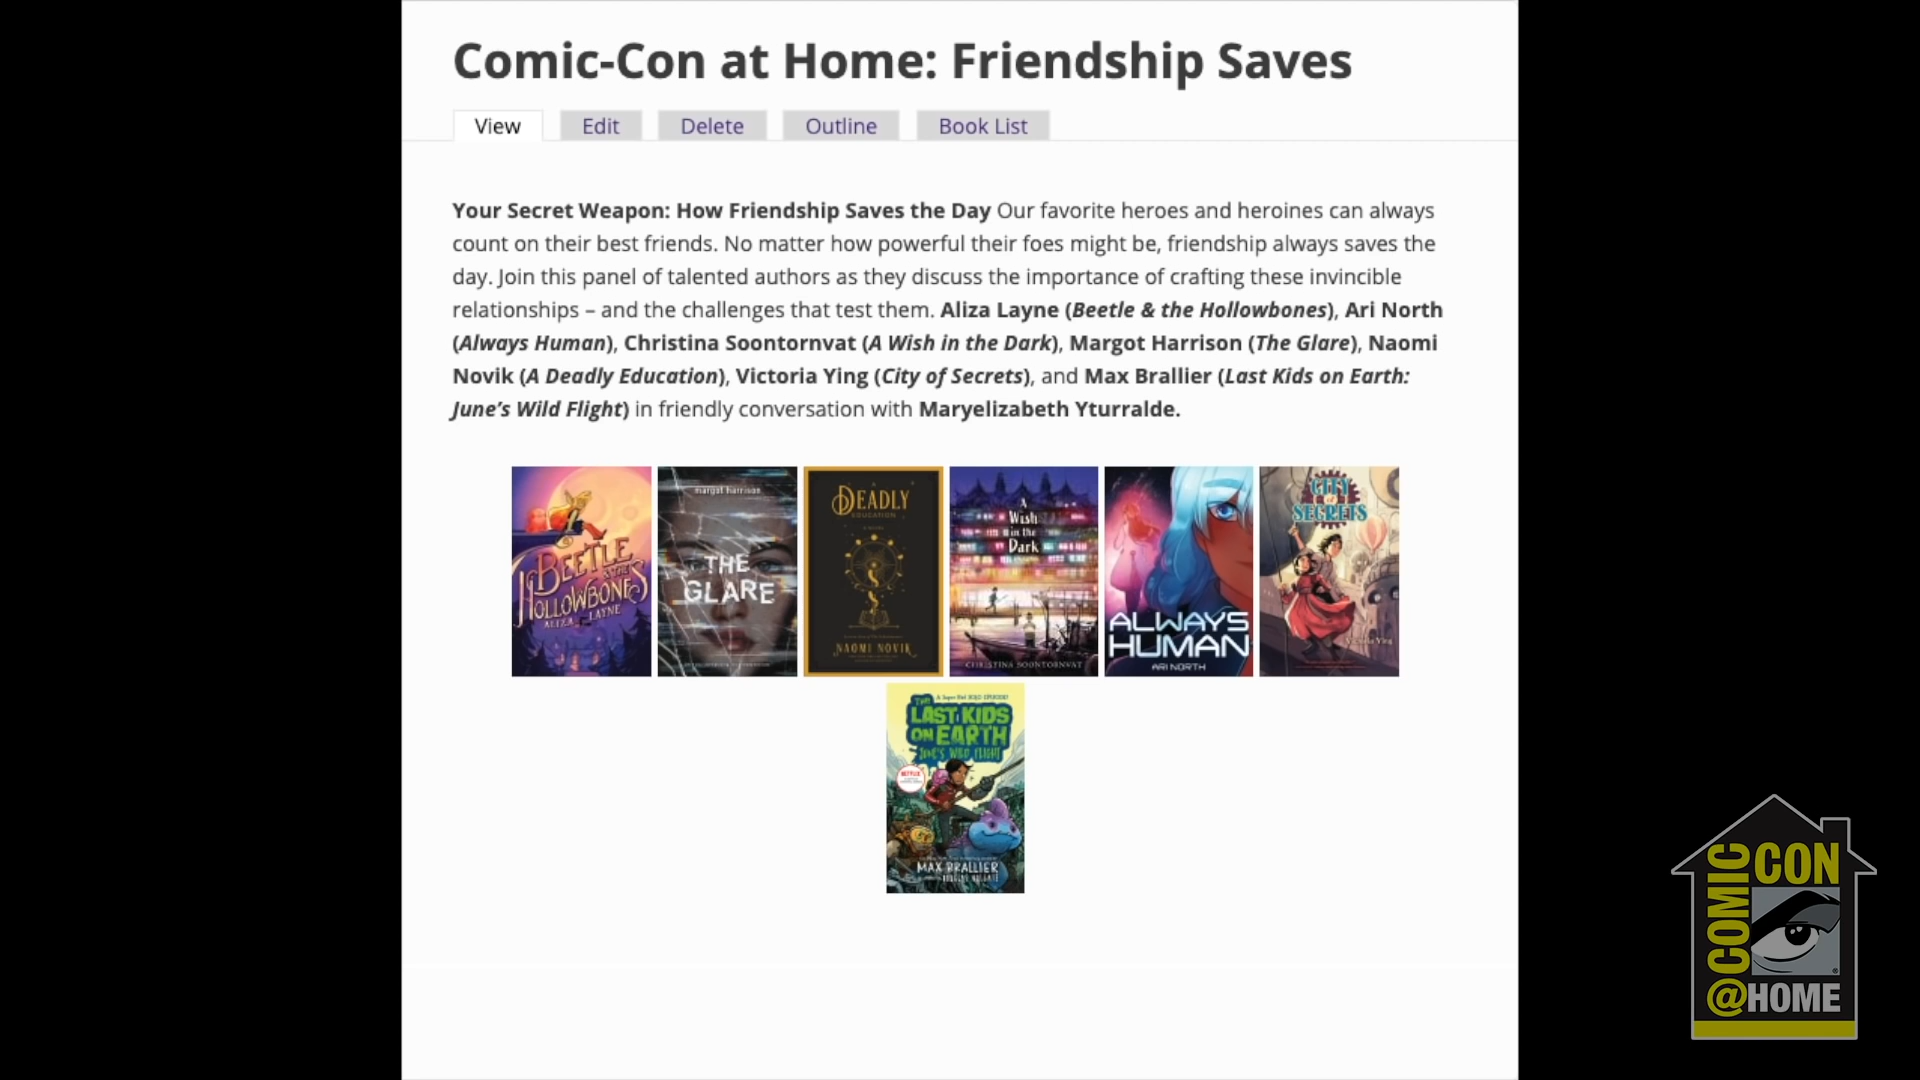 Comic-Con at Home: Friendship Saves
View Edit Delete Outline Book List
Your Secret Weapon: How Friendship Saves the Day Our favorite heroes and heroines can always
count on their best friends. No matter how powerful their foes might be, friendship always saves the
day. Join this panel of talented authors as they discuss the importance of crafting these invincible
relationships – and the challenges that test them. Aliza Layne (Beetle & the Hollowbones), Ari North
(Always Human), Christina Soontornvat (A Wish in the Dark), Margot Harrison (The Glare), Naomi
Novik (A Deadly Education), Victoria Ying (City of Secrets), and Max Brallier (Last Kids on Earth:
June’s Wild Flight) in friendly conversation with Maryelizabeth Yturralde.
BEETLE
& THE
HOLLOWBONES
ALIZA LAYNE
margot harrison
THE
GLARE
DEADLY
EDUCATION
NAOMI NOVIK
A
Wish
in the
Dark
CHRISTINA SOONTORNVAT
ALWAYS
HUMAN
ARI NORTH
CITY
of
SECRETS
THE
LAST KIDS
ON EARTH
JUNE'S WILD FLIGHT
NETFLIX
MAX BRALLIER
COMIC CON
@HOME